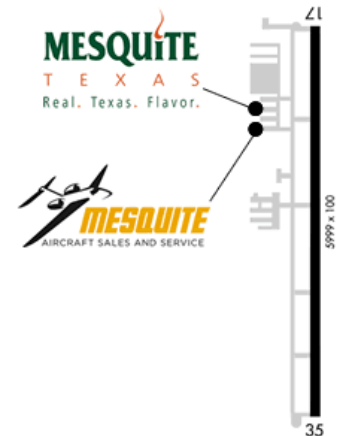 17
MESQUITE
TEXAS
Real. Texas. Flavor.
MESQUITE
AIRCRAFT SALES AND SERVICE
5999 x 100
35